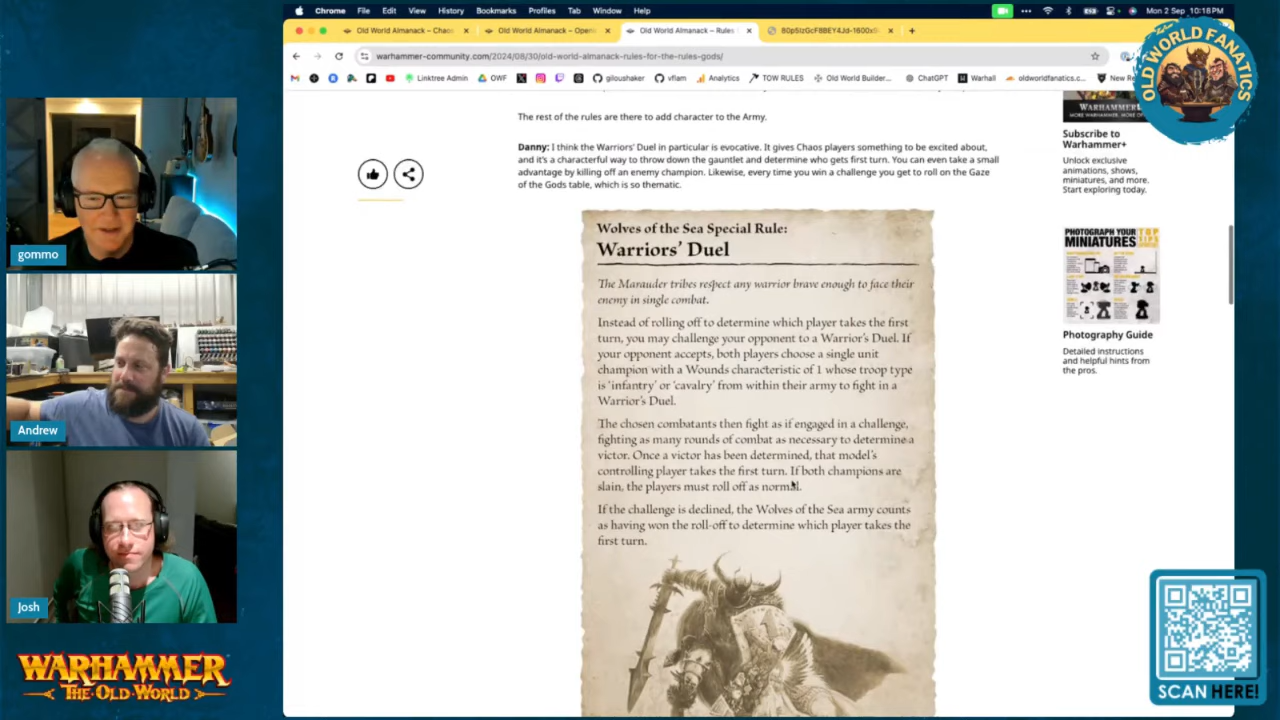 Chrome File Edit View History Bookmarks Profiles Tab Window Help Mon 2 Sep 10:18PM
Old World Almanack – Chaos Old World Almanack – Open Old World Almanack – Rules
warhammer-community.com/2024/08/30/old-world-almanack-rules-for-the-rules-gods/
Linktree Admin OWF giloushaker vflam Analytics TOW RULES Old World Builder... ChatGPT Warhall oldworldfanatics.c... New Re
OLD WORLD FANATICS
The rest of the rules are there to add character to the Army.
Danny: I think the Warriors' Duel in particular is evocative. It gives Chaos players something to be excited about,
and it's a characterful way to throw down the gauntlet and determine who gets first turn. You can even take a small
advantage by killing off an enemy champion. Likewise, every time you win a challenge you get to roll on the Gaze
of the Gods table, which is so thematic.
Wolves of the Sea Special Rule:
Warriors' Duel
The Marauder tribes respect any warrior brave enough to face their
enemy in single combat.
Instead of rolling off to determine which player takes the first
turn, you may challenge your opponent to a Warrior's Duel. If
your opponent accepts, both players choose a single unit
champion with a Wounds characteristic of 1 whose troop type
is 'infantry' or 'cavalry' from within their army to fight in a
Warrior's Duel.
The chosen combatants then fight as if engaged in a challenge,
fighting as many rounds of combat as necessary to determine a
victor. Once a victor has been determined, that model's
controlling player takes the first turn. If both champions are
slain, the players must roll off as normal.
If the challenge is declined, the Wolves of the Sea army counts
as having won the roll-off to determine which player takes the
first turn.
WARHAMMER
MORE WARHAMMER. MORE OF
Subscribe to
Warhammer+
Unlock exclusive
animations, shows,
miniatures, and more.
Start exploring today.
PHOTOGRAPH YOUR
MINIATURES
TOP
TIPS
Photography Guide
Detailed instructions
and helpful hints from
the pros.
gommo
Andrew
Josh
WARHAMMER
THE OLD WORLD
SCAN HERE!